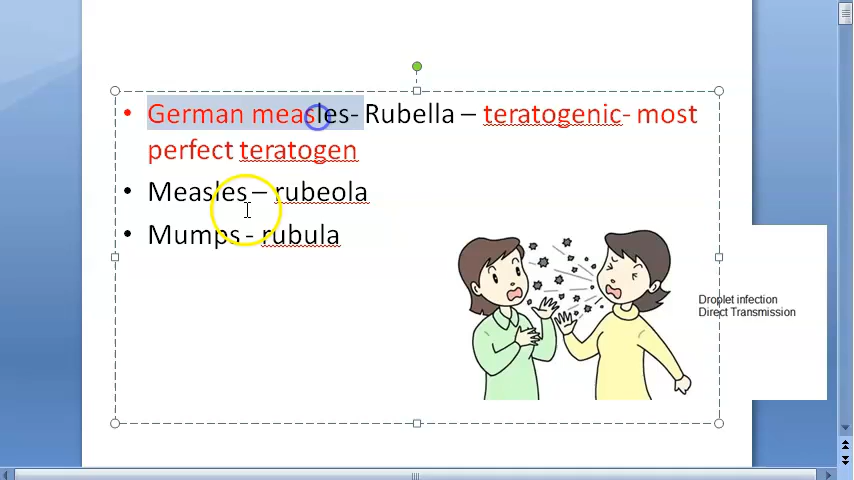 • German measles- Rubella – teratogenic- most
perfect teratogen
• Measles – rubeola
• Mumps - rubula
Droplet infection
Direct Transmission